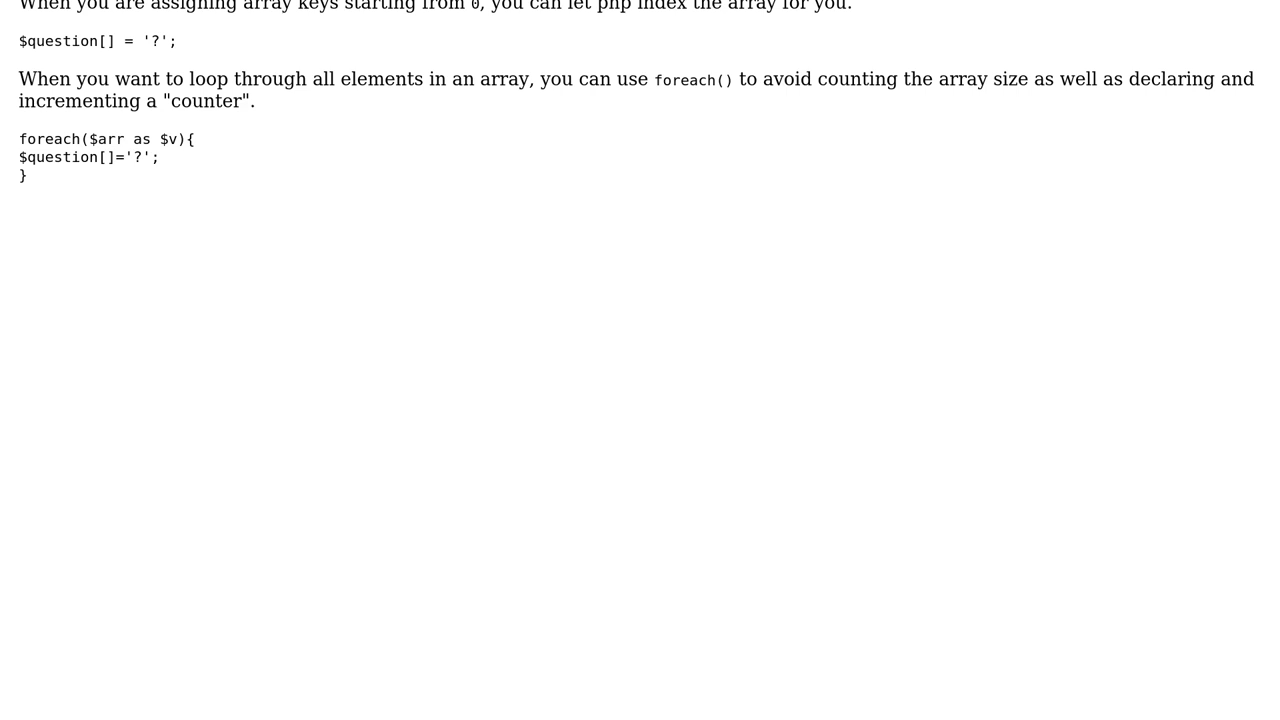 When you are assigning array keys starting from 0, you can let php index the array for you.
$question[] = '?';
When you want to loop through all elements in an array, you can use foreach() to avoid counting the array size as well as declaring and
incrementing a "counter".
foreach($arr as $v){
$question[]='?';
}